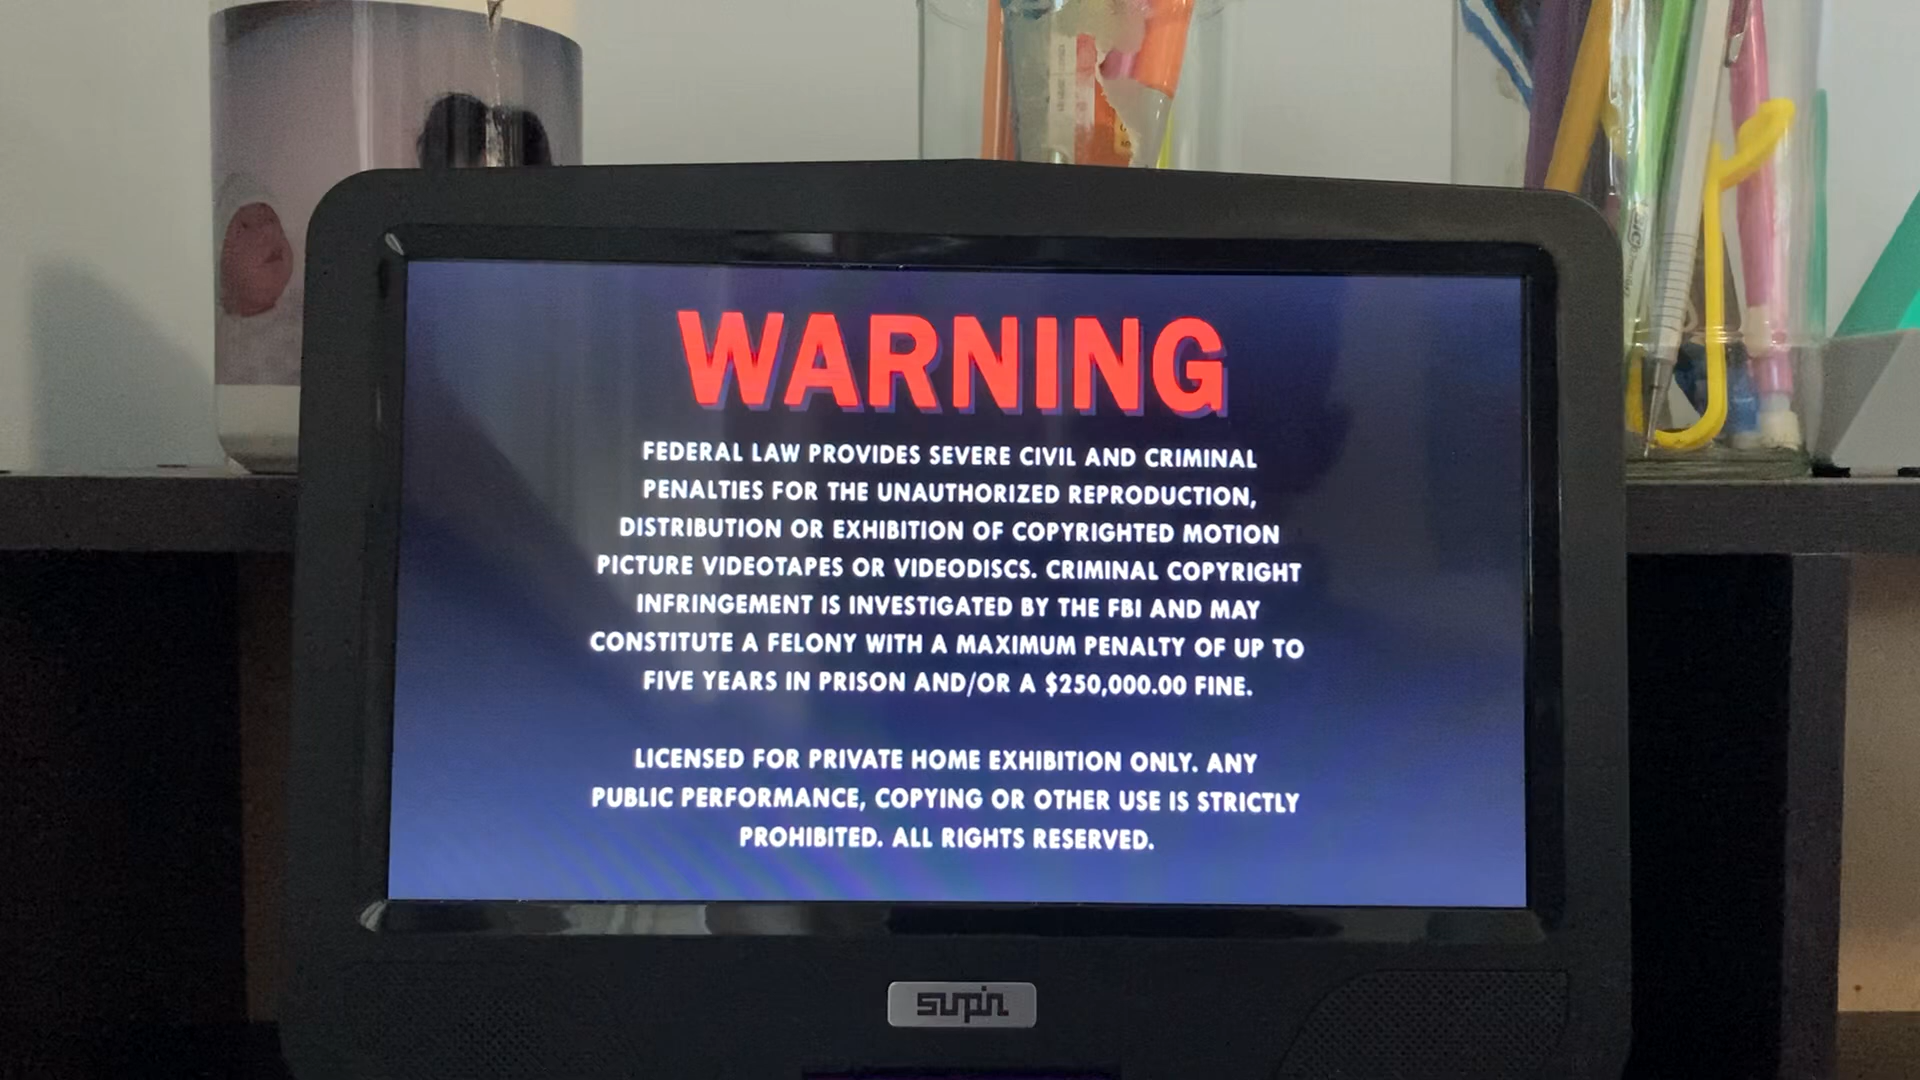 WARNING
FEDERAL LAW PROVIDES SEVERE CIVIL AND CRIMINAL
PENALTIES FOR THE UNAUTHORIZED REPRODUCTION,
DISTRIBUTION OR EXHIBITION OF COPYRIGHTED MOTION
PICTURE VIDEOTAPES OR VIDEODISCS. CRIMINAL COPYRIGHT
INFRINGEMENT IS INVESTIGATED BY THE FBI AND MAY
CONSTITUTE A FELONY WITH A MAXIMUM PENALTY OF UP TO
FIVE YEARS IN PRISON AND/OR A $250,000.00 FINE.
LICENSED FOR PRIVATE HOME EXHIBITION ONLY. ANY
PUBLIC PERFORMANCE, COPYING OR OTHER USE IS STRICTLY
PROHIBITED. ALL RIGHTS RESERVED.